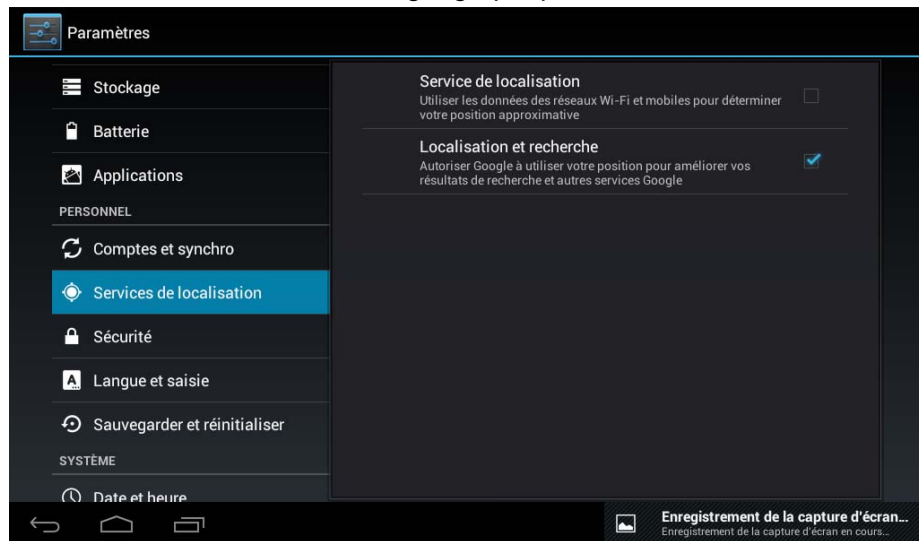 Paramètres
Stockage
Batterie
Applications
PERSONNEL
Comptes et synchro
Services de localisation
Sécurité
Langue et saisie
Sauvegarder et réinitialiser
SYSTÈME
Date et heure
Service de localisation
Utiliser les données des réseaux Wi-Fi et mobiles pour déterminer
votre position approximative
Localisation et recherche
Autoriser Google à utiliser votre position pour améliorer vos
résultats de recherche et autres services Google
Enregistrement de la capture d'écran...
Enregistrement de la capture d'écran en cours...